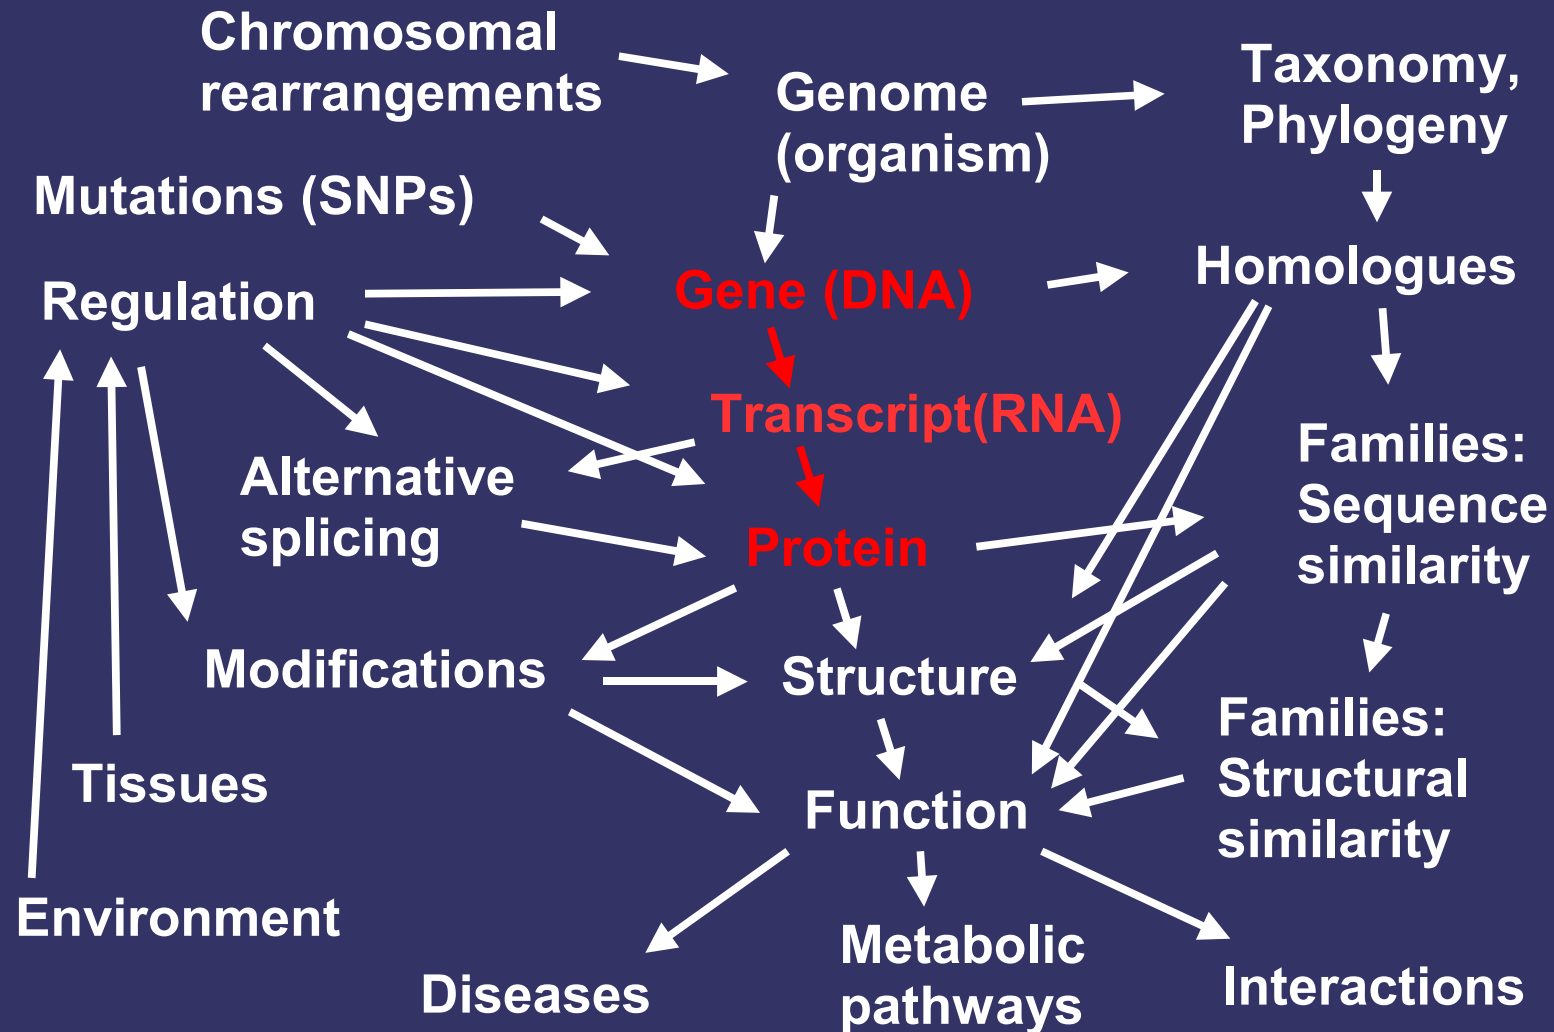 Chromosomal
rearrangements
Genome
(organism)
Taxonomy,
Phylogeny
Mutations (SNPs)
Gene (DNA)
Homologues
Regulation
Transcript(RNA)
Alternative
splicing
Families:
Sequence
similarity
Protein
Modifications
Structure
Families:
Structural
similarity
Tissues
Function
Environment
Diseases
Metabolic
pathways
Interactions